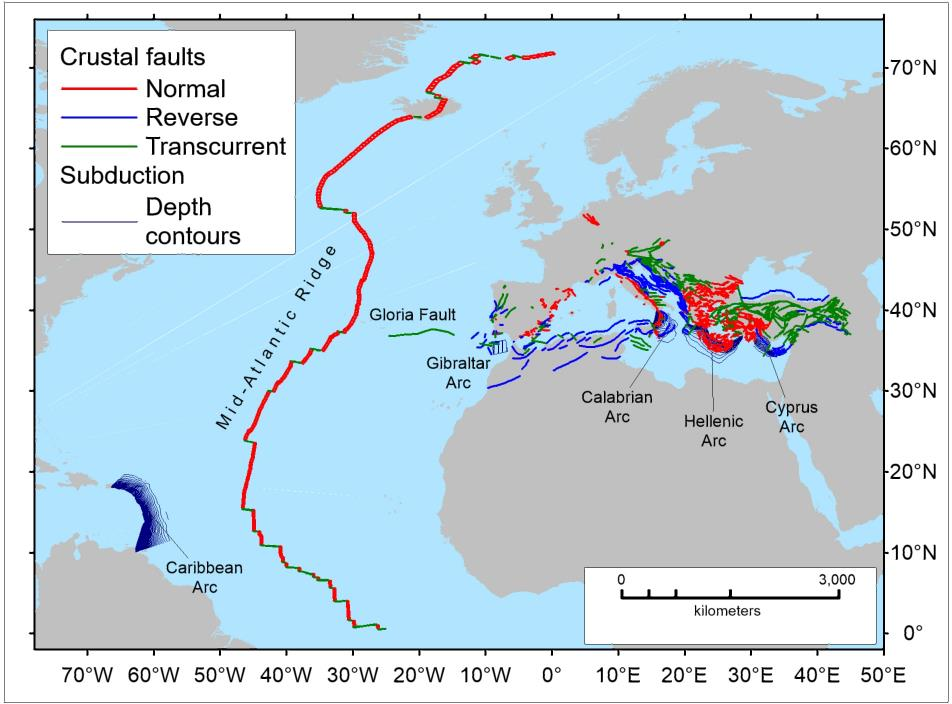 Crustal faults
Normal
Reverse
Transcurrent
Subduction
Depth
contours
70°N
60°N
50°N
40°N
30°N
20°N
10°N
0°
Mid-Atlantic Ridge
Gloria Fault
Gibraltar
Arc
Calabrian
Arc
Hellenic
Arc
Cyprus
Arc
Caribbean
Arc
0 3,000
kilometers
70°W 60°W 50°W 40°W 30°W 20°W 10°W 0° 10°E 20°E 30°E 40°E 50°E